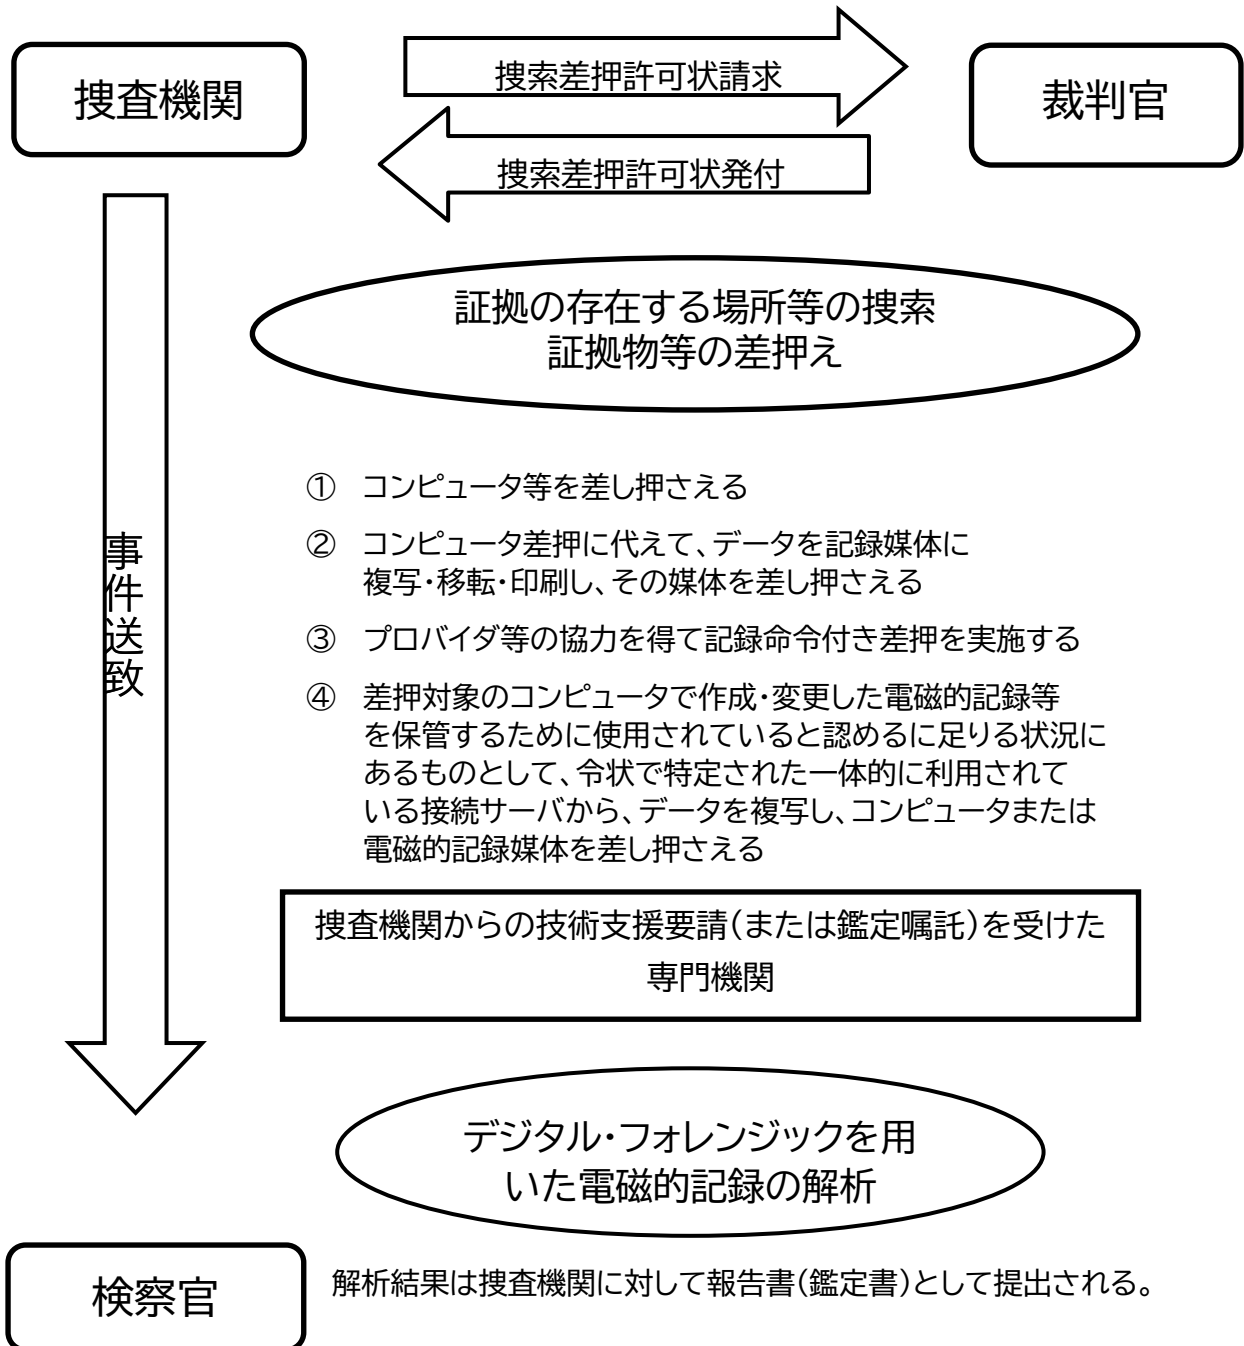 捜査機関
捜索差押許可状請求
裁判官
捜索差押許可状発付
証拠の存在する場所等の捜索
証拠物等の差押え
① コンピュータ等を差し押さえる
② コンピュータ差押に代えて、データを記録媒体に
複写・移転・印刷し、その媒体を差し押さえる
③ プロバイダ等の協力を得て記録命令付き差押を実施する
④ 差押対象のコンピュータで作成・変更した電磁的記録等
を保管するために使用されていると認めるに足りる状況に
あるものとして、令状で特定された一体的に利用されて
いる接続サーバから、データを複写し、コンピュータまたは
電磁的記録媒体を差し押さえる
事件送致
捜査機関からの技術支援要請(または鑑定嘱託)を受けた
専門機関
デジタル・フォレンジックを用
いた電磁的記録の解析
検察官
解析結果は捜査機関に対して報告書(鑑定書)として提出される。